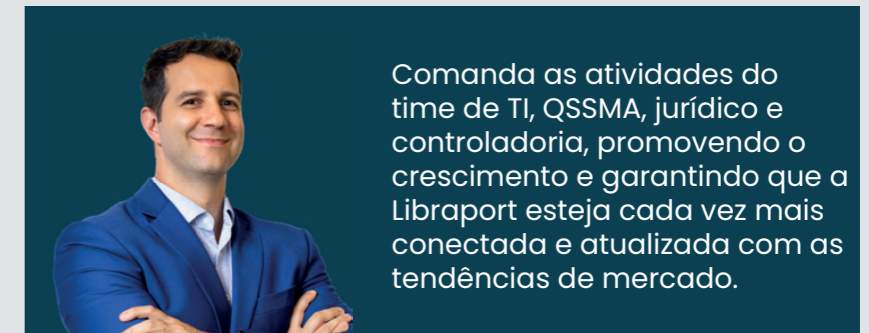 Comanda as atividades do
time de TI, QSSMA, jurídico e
controladoria, promovendo o
crescimento e garantindo que a
Libraport esteja cada vez mais
conectada e atualizada com as
tendências de mercado.